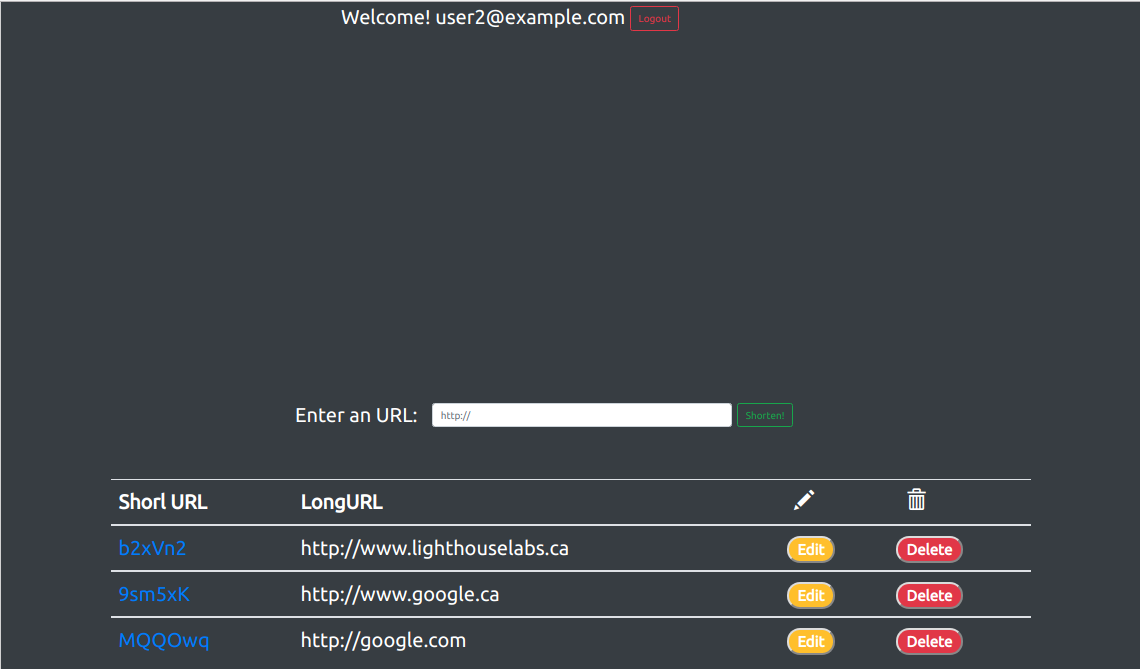 Welcome! user2@example.com Logout
Enter an URL: http:// Shorten!
Shorl URL LongURL
b2xVn2 http://www.lighthouselabs.ca Edit Delete
9sm5xK http://www.google.ca Edit Delete
MQQOwq http://google.com Edit Delete